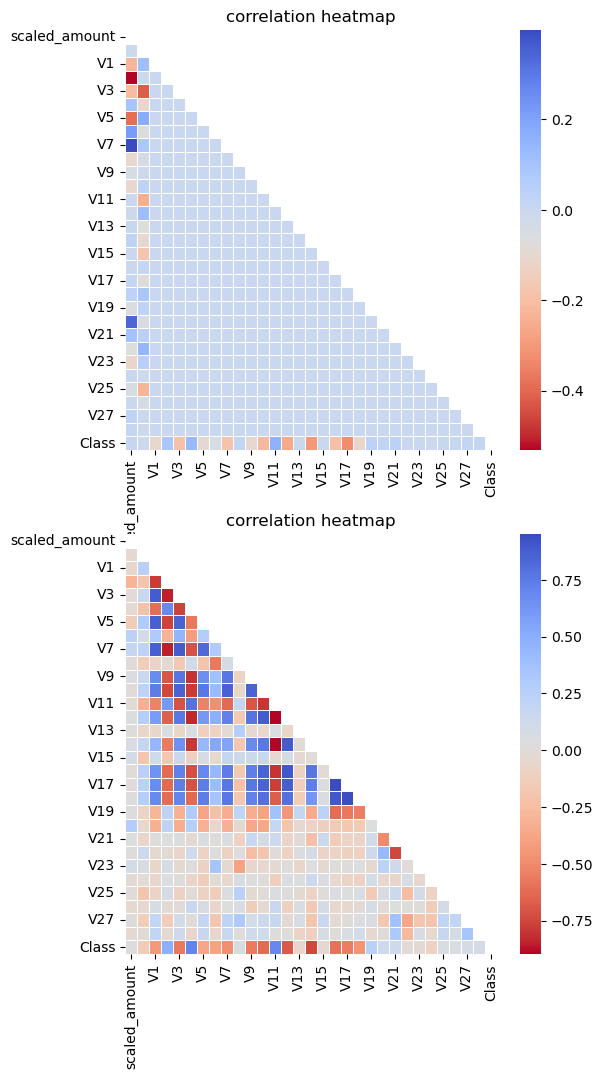 correlation heatmap
scaled_amount
V1
V3
V5
V7
V9
V11
V13
V15
V17
V19
V21
V23
V25
V27
Class
0.2
0.0
−0.2
−0.4
ed_amount
V1
V3
V5
V7
V9
V11
V13
V15
V17
V19
V21
V23
V25
V27
Class
correlation heatmap
scaled_amount
V1
V3
V5
V7
V9
V11
V13
V15
V17
V19
V21
V23
V25
V27
Class
0.75
0.50
0.25
0.00
−0.25
−0.50
−0.75
scaled_amount
V1
V3
V5
V7
V9
V11
V13
V15
V17
V19
V21
V23
V25
V27
Class